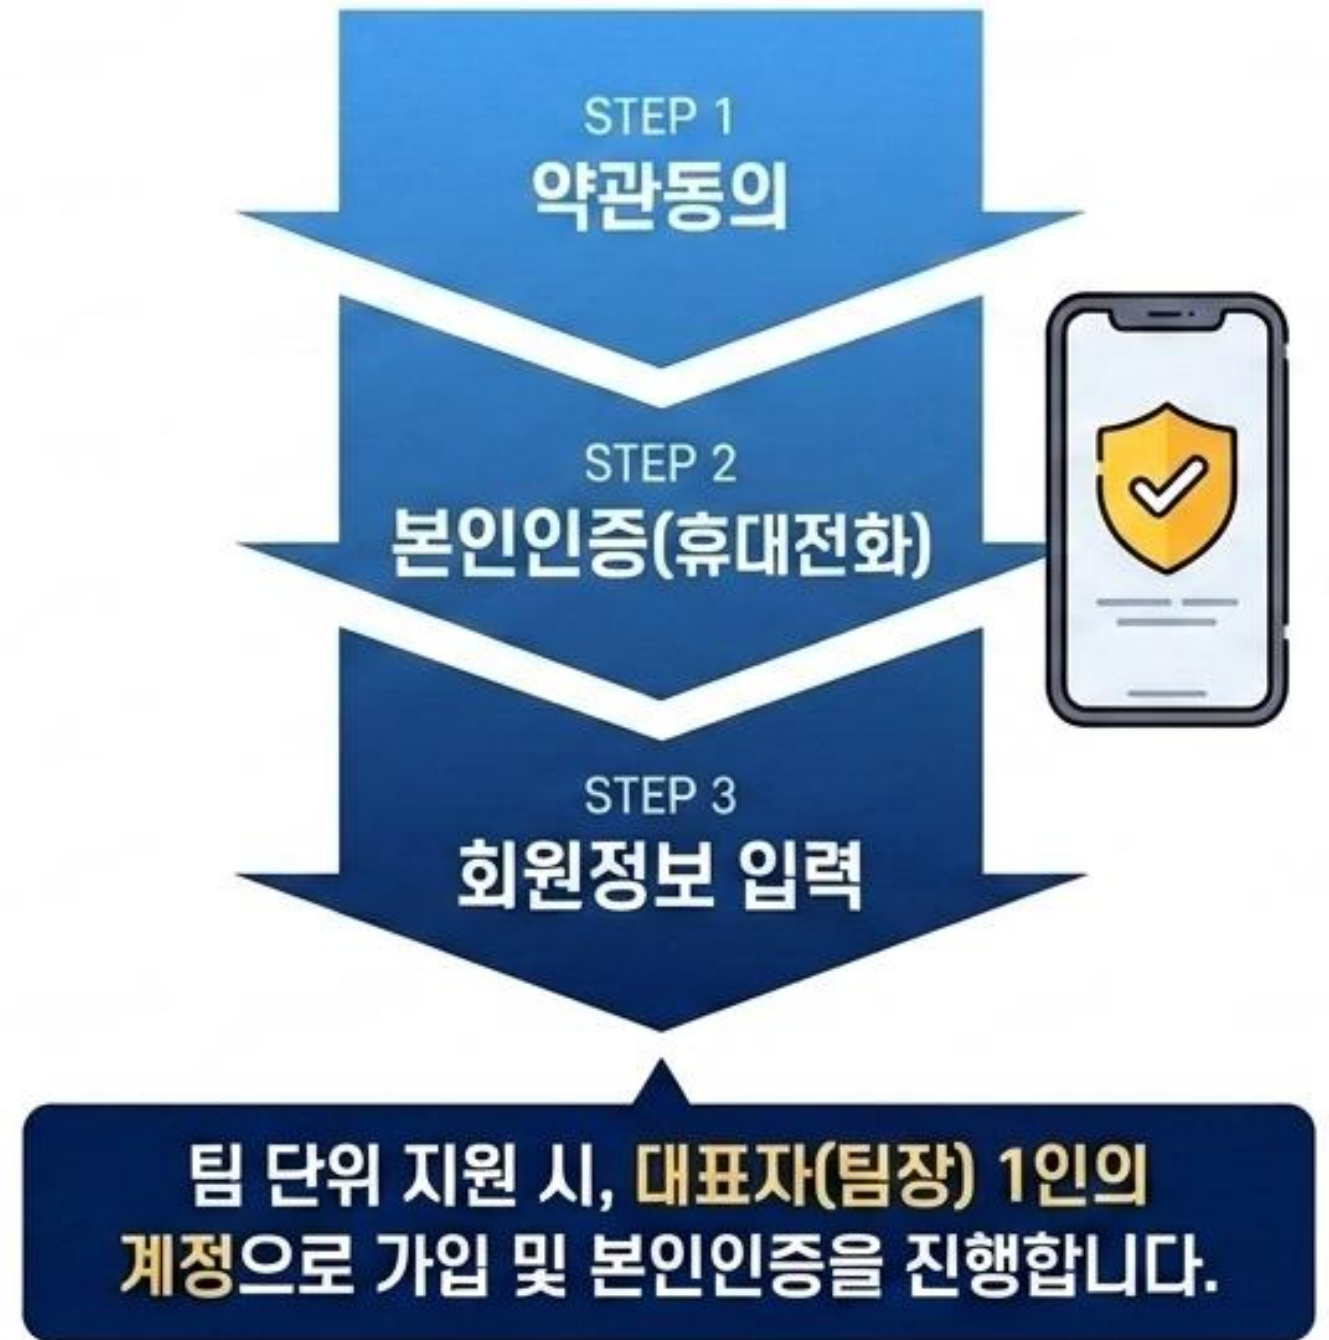 STEP 1
약관동의
STEP 2
본인인증(휴대전화)
STEP 3
회원정보 입력
팀 단위 지원 시, 대표자(팀장) 1인의
계정으로 가입 및 본인인증을 진행합니다.